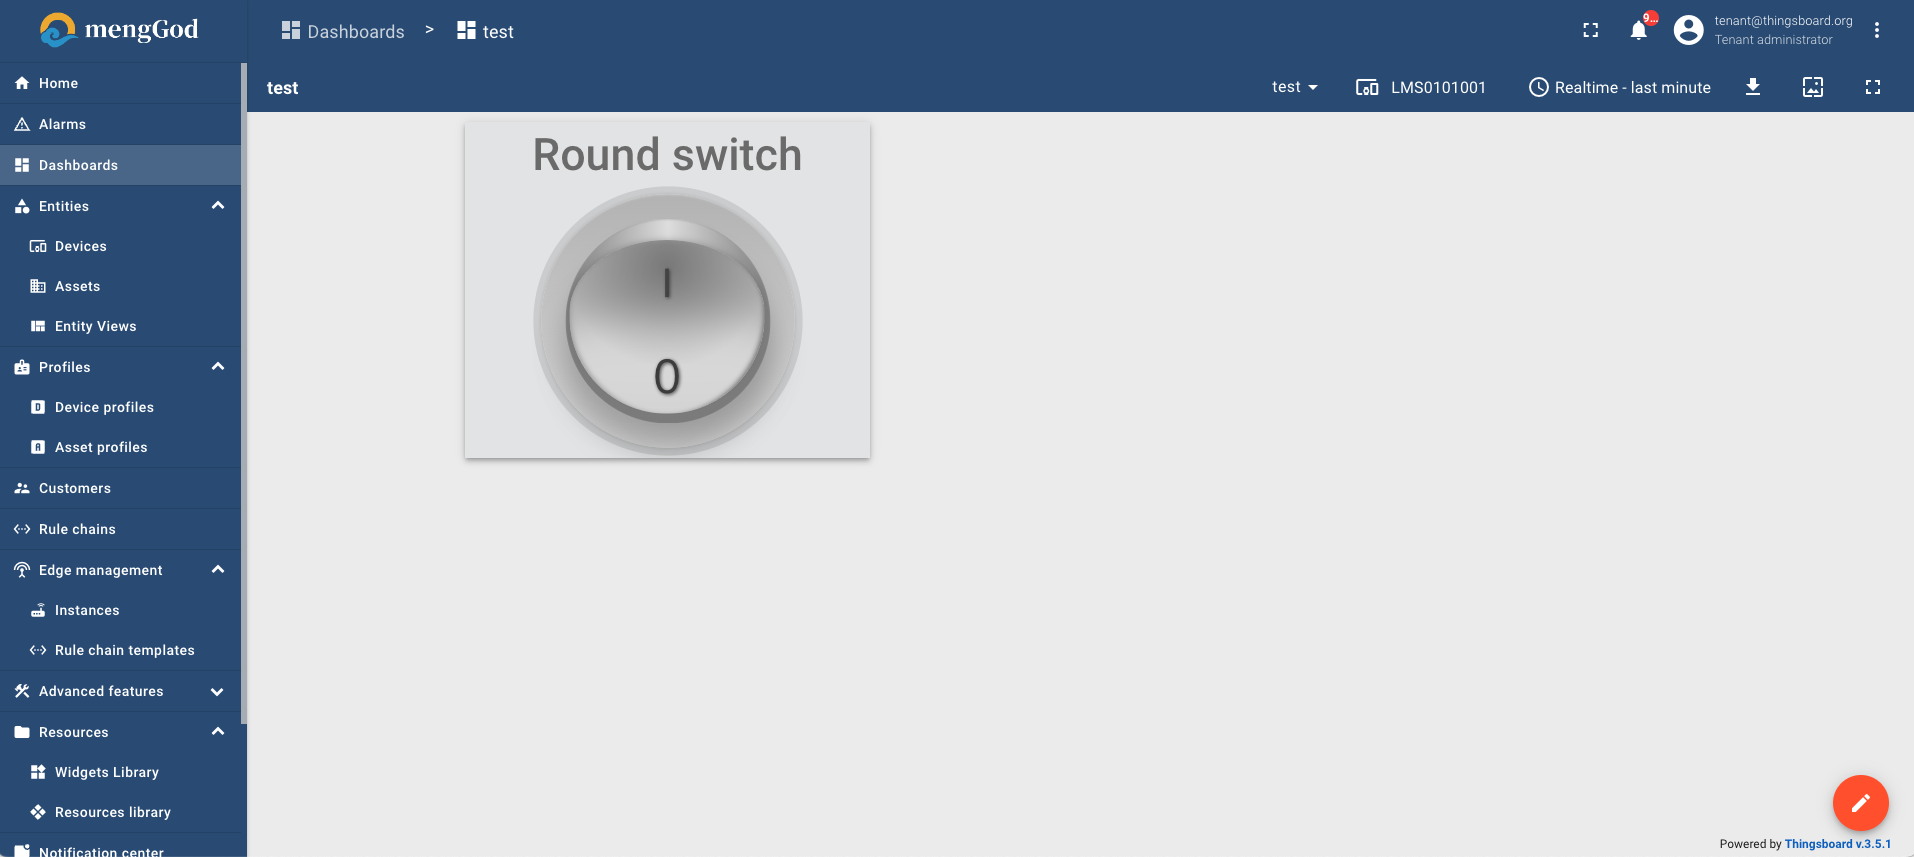 mengGod
Dashboards > test
9...
tenant@thingsboard.org
Tenant administrator
test
test
LMS0101001
Realtime - last minute
Home
Alarms
Dashboards
Entities
Devices
Assets
Entity Views
Profiles
D Device profiles
A Asset profiles
Customers
Rule chains
Edge management
Instances
Rule chain templates
Advanced features
Resources
Widgets Library
Resources library
Notification center
Round switch
I
0
Powered by Thingsboard v.3.5.1